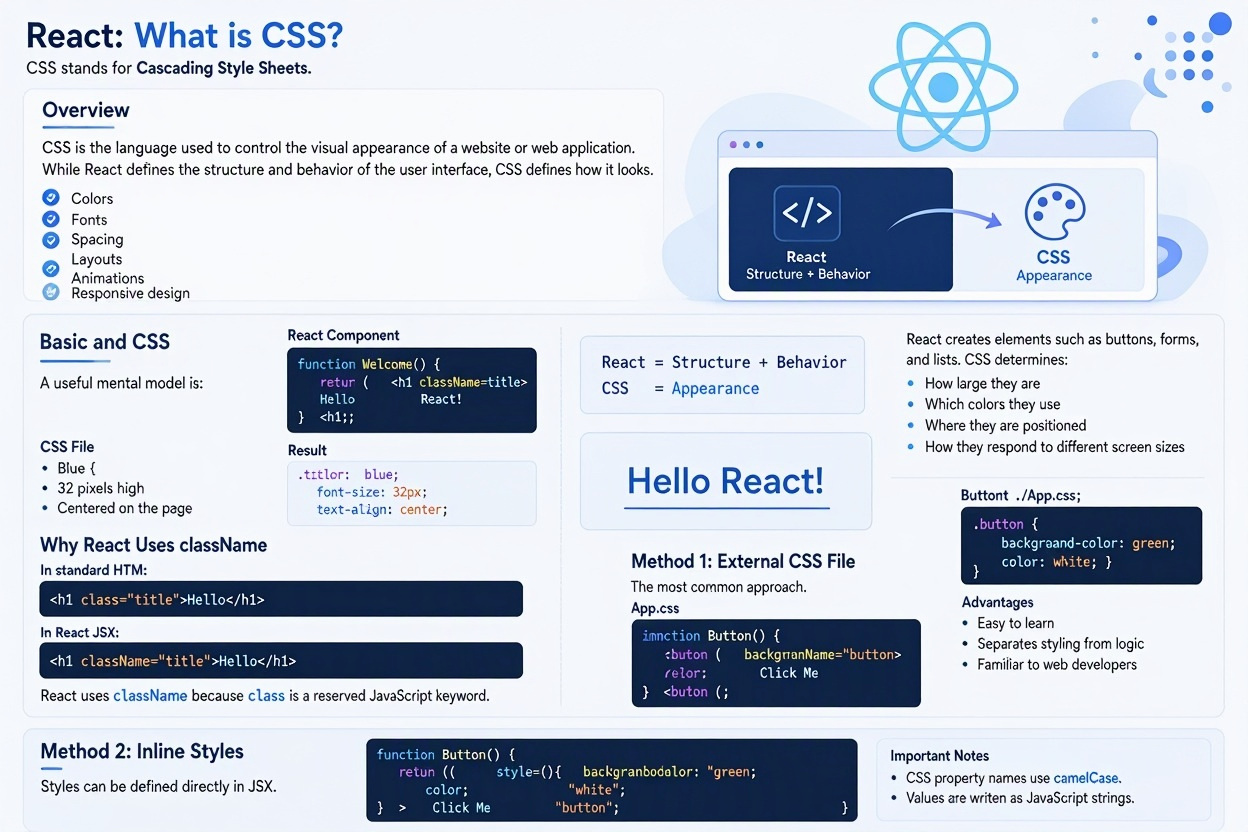 React: What is CSS?
CSS stands for Cascading Style Sheets.
Overview
CSS is the language used to control the visual appearance of a website or web application.
While React defines the structure and behavior of the user interface, CSS defines how it looks.
Colors
Fonts
Spacing
Layouts
Animations
Responsive design
</>
React
Structure + Behavior
CSS
Appearance
Basic and CSS
A useful mental model is:
React Component
function Welcome() {
retur ( <h1 className=title>
Hello React!
} <h1;;
CSS File
Blue {
32 pixels high
Centered on the page
Result
.titlor: blue;
font-size: 32px;
text-align: center;
Why React Uses className
In standard HTM:
<h1 class="title">Hello</h1>
In React JSX:
<h1 className="title">Hello</h1>
React uses className because class is a reserved JavaScript keyword.
React = Structure + Behavior
CSS = Appearance
Hello React!
Method 1: External CSS File
The most common approach.
App.css
imnction Button() {
:buton ( backgrnanName="button>
relor; Click Me
} <buton (;
React creates elements such as buttons, forms,
and lists. CSS determines:
How large they are
Which colors they use
Where they are positioned
How they respond to different screen sizes
Buttont ./App.css;
.button {
backgraand-color: green;
color: white; }
}
Advantages
Easy to learn
Separates styling from logic
Familiar to web developers
Method 2: Inline Styles
Styles can be defined directly in JSX.
function Button() {
retun (( style=(){ backgranbodalor: "green;
color; "white";
} > Click Me "button"; }
Important Notes
CSS property names use camelCase.
Values are writen as JavaScript strings.